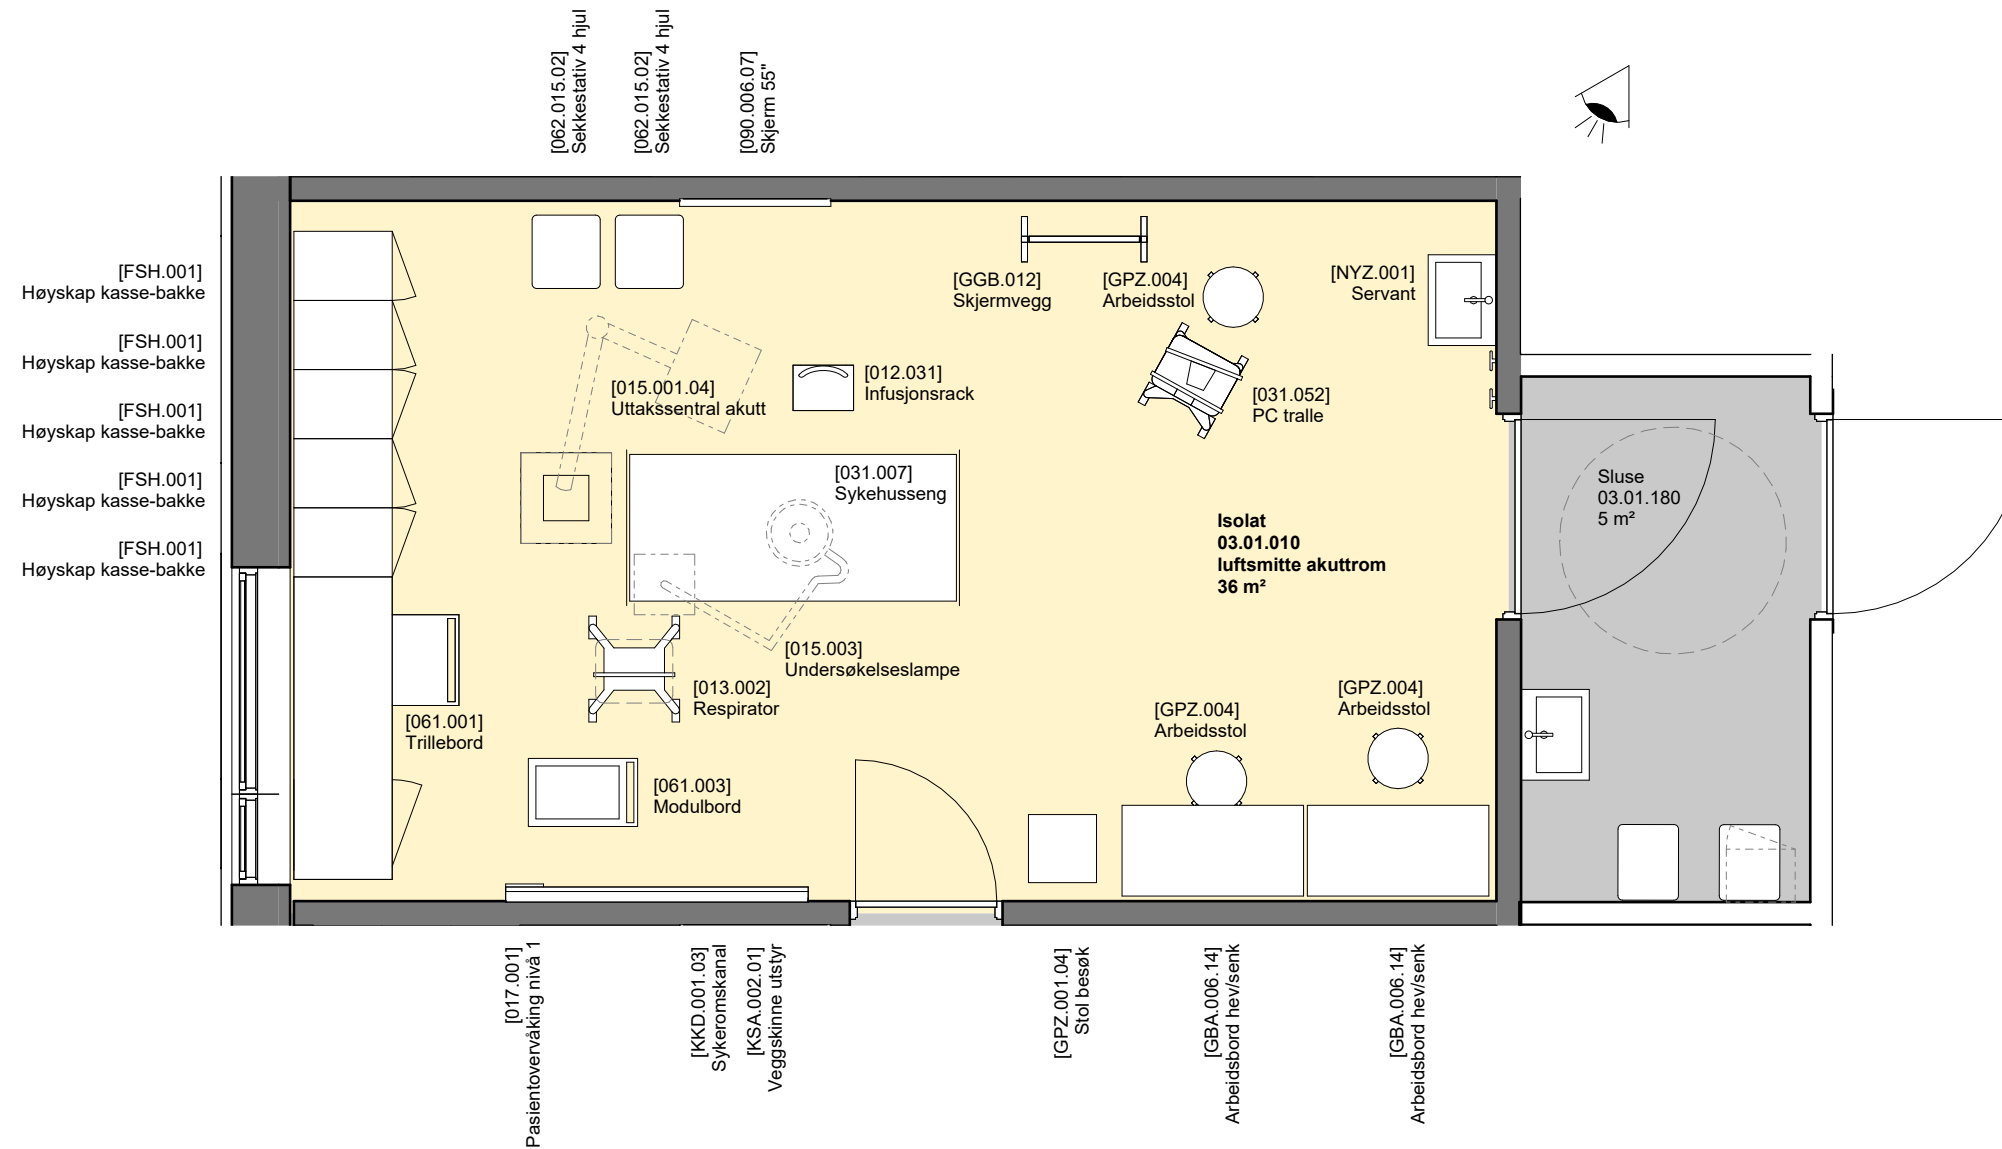 [062.015.02]
Sekkestativ 4 hjul
[062.015.02]
Sekkestativ 4 hjul
[090.006.07]
Skjerm 55"
[FSH.001]
Høyskap kasse-bakke
[FSH.001]
Høyskap kasse-bakke
[FSH.001]
Høyskap kasse-bakke
[FSH.001]
Høyskap kasse-bakke
[FSH.001]
Høyskap kasse-bakke
[GGB.012]
Skjermvegg
[GPZ.004]
Arbeidsstol
[NYZ.001]
Servant
[015.001.04]
Uttakssentral akutt
[012.031]
Infusjonsrack
[031.052]
PC tralle
[031.007]
Sykehusseng
Isolat
03.01.010
luftsmitte akuttrom
36 m²
Sluse
03.01.180
5 m²
[015.003]
Undersøkelseslampe
[013.002]
Respirator
[061.001]
Trillebord
[061.003]
Modulbord
[GPZ.004]
Arbeidsstol
[GPZ.004]
Arbeidsstol
[017.001]
Pasientovervåking nivå 1
[KKD.001.03]
Sykeromskanal
[KSA.002.01]
Veggskinne utstyr
[GPZ.001.04]
Stol besøk
[GBA.006.14]
Arbeidsbord hev/senk
[GBA.006.14]
Arbeidsbord hev/senk